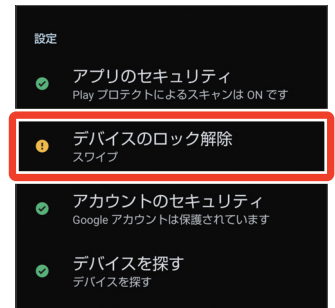 設定
アプリのセキュリティ
Play プロテクトによるスキャンは ON です
デバイスのロック解除
スワイプ
アカウントのセキュリティ
Google アカウントは保護されています
デバイスを探す
デバイスを探す